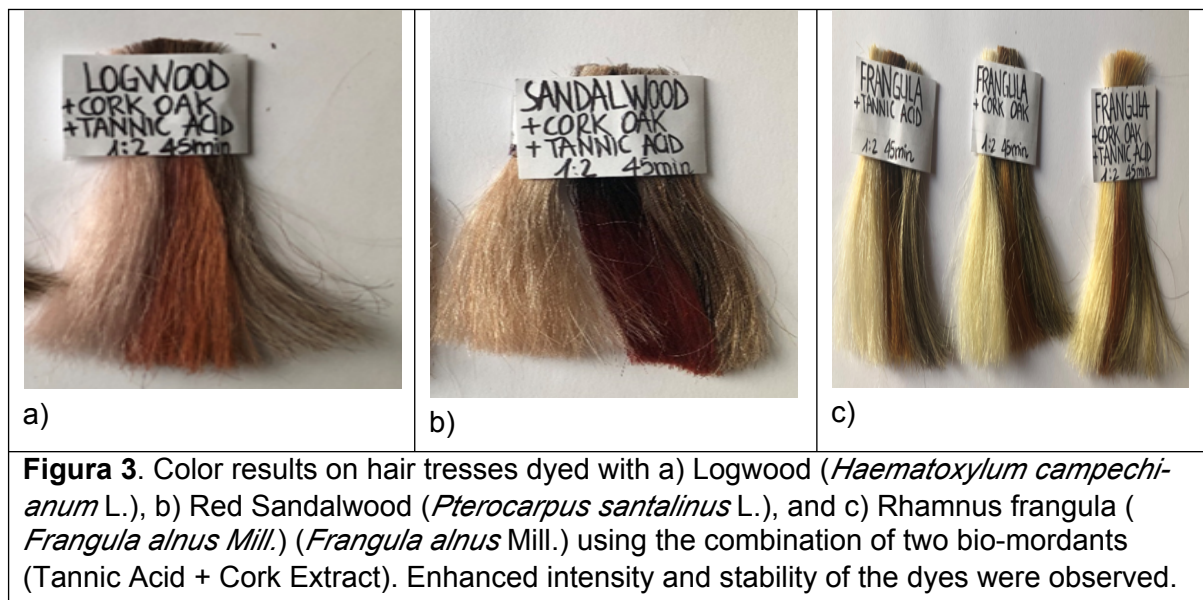 LOGWOOD
+CORK OAK
+TANNIC ACID
1:2 45min
SANDALWOOD
+ CORK OAK
+ TANNIC ACID
1:2 45min
FRANGULA
+ TANNIC ACID
1:2 45min
FRANGULA
+ CORK OAK
1:2 45min
FRANGULA
+CORK OAK
+TANNIC ACID
1:2 45min
a)
b)
c)
Figura 3. Color results on hair tresses dyed with a) Logwood (Haematoxylum campechi-
anum L.), b) Red Sandalwood (Pterocarpus santalinus L.), and c) Rhamnus frangula (
Frangula alnus Mill.) (Frangula alnus Mill.) using the combination of two bio-mordants
(Tannic Acid + Cork Extract). Enhanced intensity and stability of the dyes were observed.